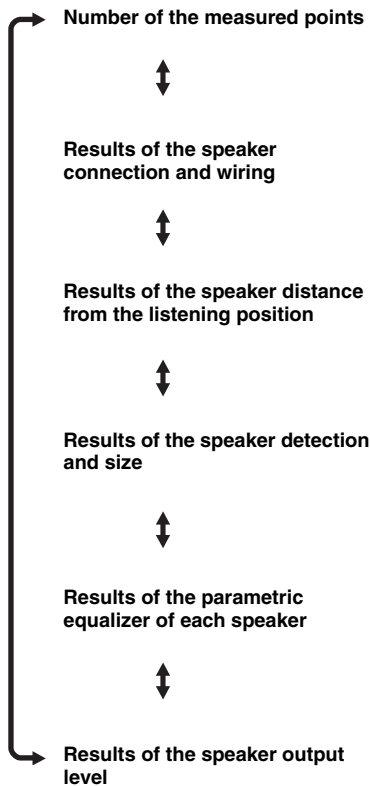 Number of the measured points
Results of the speaker
connection and wiring
Results of the speaker distance
from the listening position
Results of the speaker detection
and size
Results of the parametric
equalizer of each speaker
Results of the speaker output
level